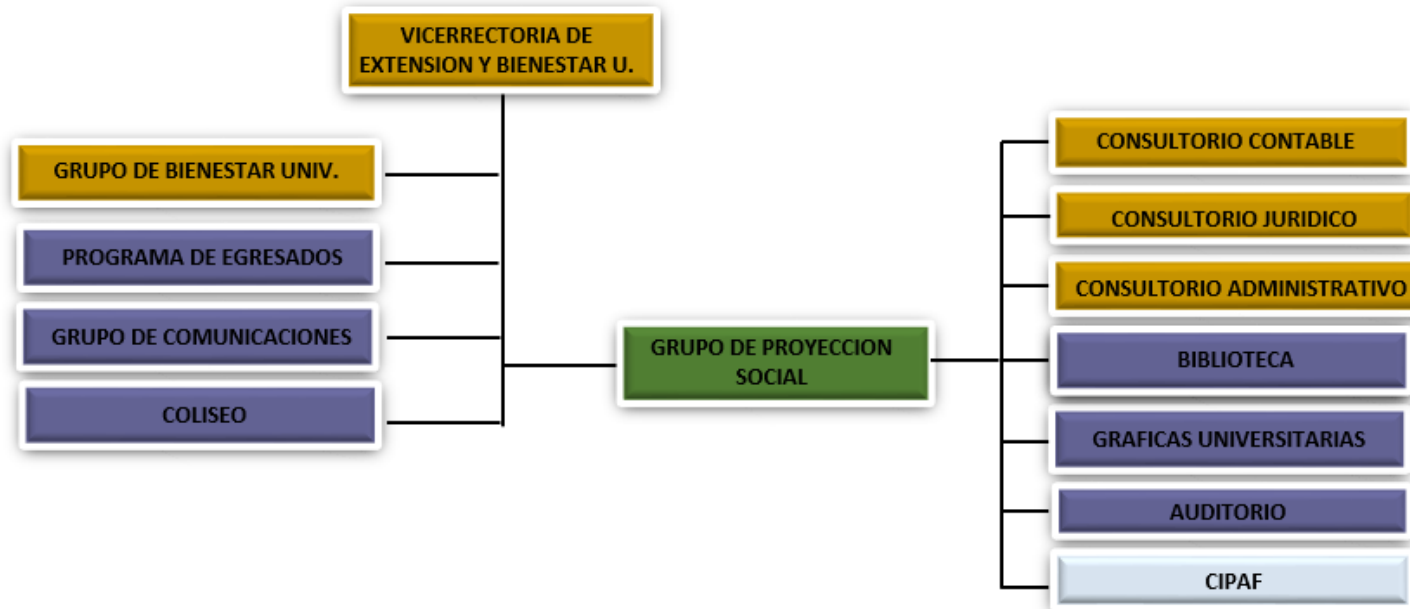 VICERRECTORIA DE
EXTENSION Y BIENESTAR U.
GRUPO DE BIENESTAR UNIV.
PROGRAMA DE EGRESADOS
GRUPO DE COMUNICACIONES
COLISEO
GRUPO DE PROYECCION
SOCIAL
CONSULTORIO CONTABLE
CONSULTORIO JURIDICO
CONSULTORIO ADMINISTRATIVO
BIBLIOTECA
GRAFICAS UNIVERSITARIAS
AUDITORIO
CIPAF